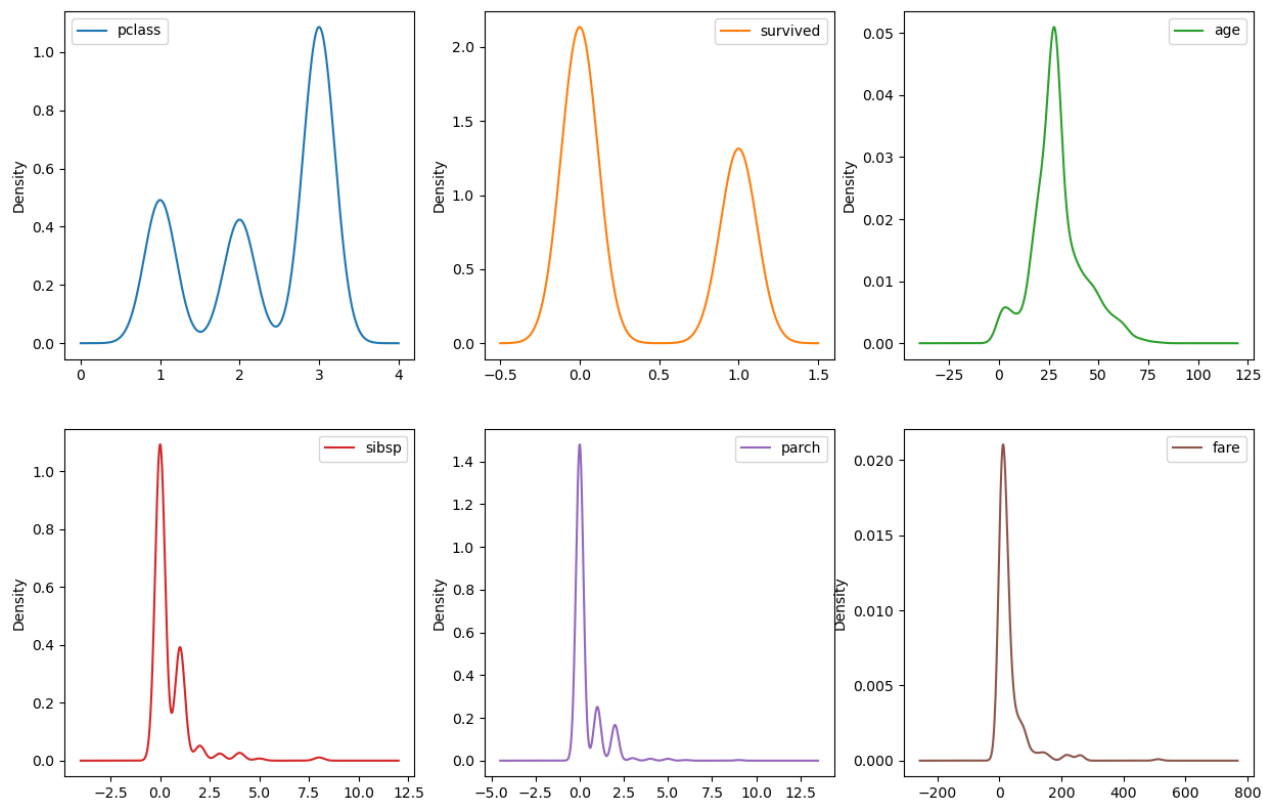 pclass
1.0
0.8
0.6
0.4
0.2
0.0
Density
0 1 2 3 4
survived
2.0
1.5
1.0
0.5
0.0
Density
−0.5 0.0 0.5 1.0 1.5
age
0.05
0.04
0.03
0.02
0.01
0.00
Density
−25 0 25 50 75 100 125
sibsp
1.0
0.8
0.6
0.4
0.2
0.0
Density
−2.5 0.0 2.5 5.0 7.5 10.0 12.5
parch
1.4
1.2
1.0
0.8
0.6
0.4
0.2
0.0
Density
−5.0 −2.5 0.0 2.5 5.0 7.5 10.0 12.5
fare
0.020
0.015
0.010
0.005
0.000
Density
−200 0 200 400 600 800